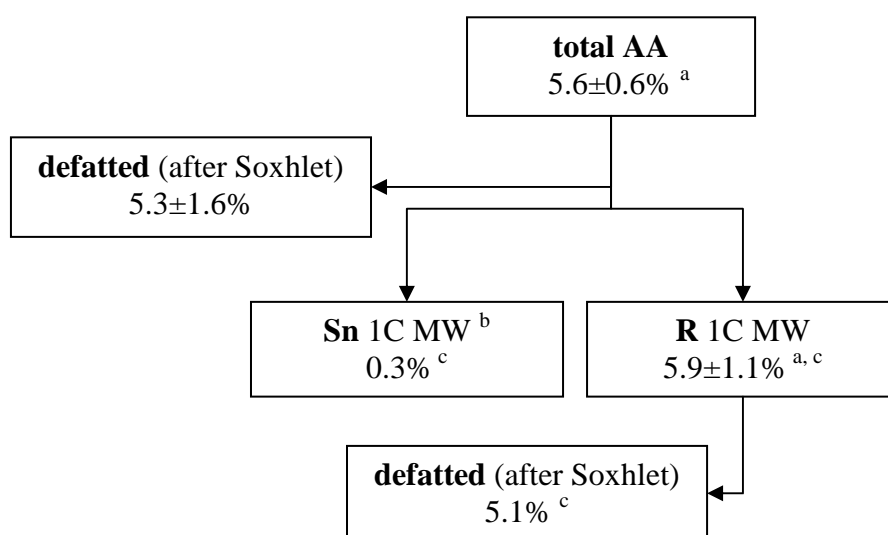 total AA
5.6±0.6% ᵃ
defatted (after Soxhlet)
5.3±1.6%
Sn 1C MW ᵇ
0.3% ᶜ
R 1C MW
5.9±1.1% ᵃ, ᶜ
defatted (after Soxhlet)
5.1% ᶜ